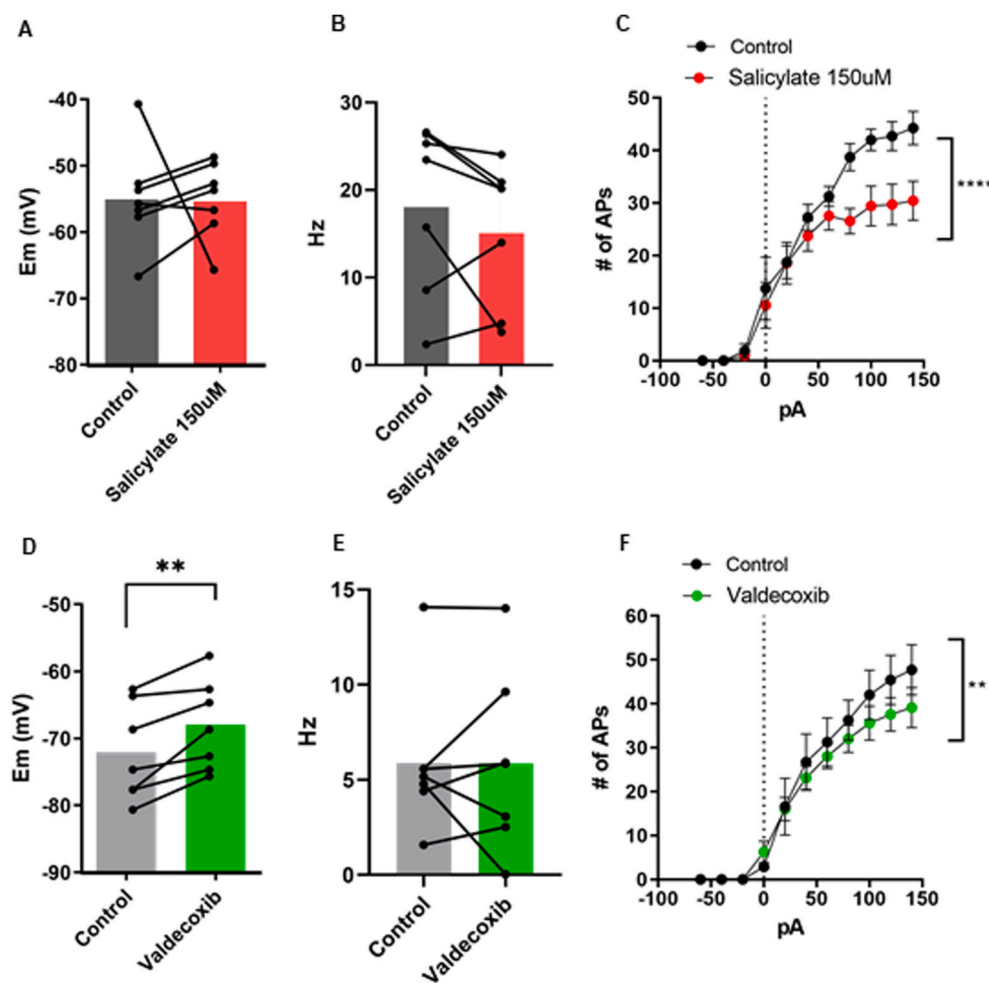 A
Em (mV)
-40
-50
-60
-70
-80
Control
Salicylate 150uM
B
Hz
30
20
10
0
Control
Salicylate 150uM
C
Control
Salicylate 150uM
# of APs
50
40
30
20
10
0
-100 -50 0 50 100 150
pA
****
D
**
Em (mV)
-50
-60
-70
-80
-90
Control
Valdecoxib
E
Hz
15
10
5
0
Control
Valdecoxib
F
Control
Valdecoxib
# of APs
60
50
40
30
20
10
0
-100 -50 0 50 100 150
pA
**